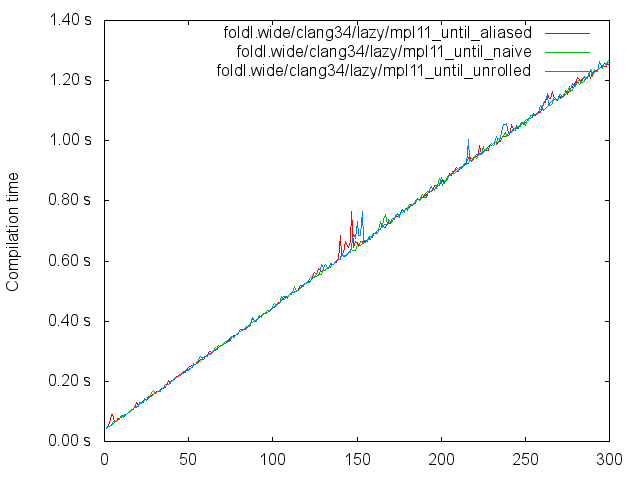 1.40 s
foldl.wide/clang34/lazy/mpl11_until_aliased
foldl.wide/clang34/lazy/mpl11_until_naive
foldl.wide/clang34/lazy/mpl11_until_unrolled
1.20 s
1.00 s
0.80 s
0.60 s
0.40 s
0.20 s
0.00 s
Compilation time
0 50 100 150 200 250 300